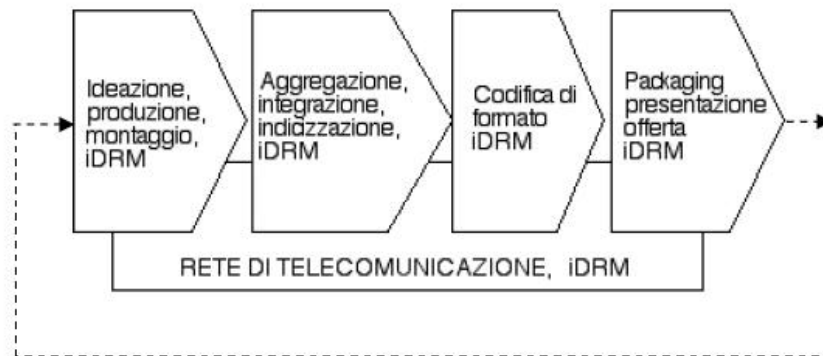 Ideazione,
produzione,
montaggio,
iDRM
Aggregazione,
integrazione,
indicizzazione,
iDRM
Codifica di
formato
iDRM
Packaging
presentazione
offerta
iDRM
RETE DI TELECOMUNICAZIONE, iDRM